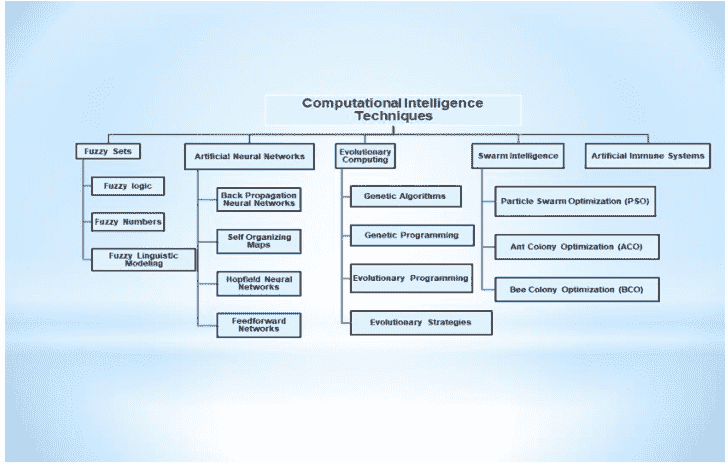 Computational Intelligence
Techniques
Fuzzy Sets
Fuzzy logic
Fuzzy Numbers
Fuzzy Linguistic
Modeling
Artificial Neural Networks
Back Propagation
Neural Networks
Self Organizing
Maps
Hopfield Neural
Networks
Feedforward
Networks
Evolutionary
Computing
Genetic Algorithms
Genetic Programming
Evolutionary Programming
Evolutionary Strategies
Swarm Intelligence
Particle Swarm Optimization (PSO)
Ant Colony Optimization (ACO)
Bee Colony Optimization (BCO)
Artificial Immune Systems